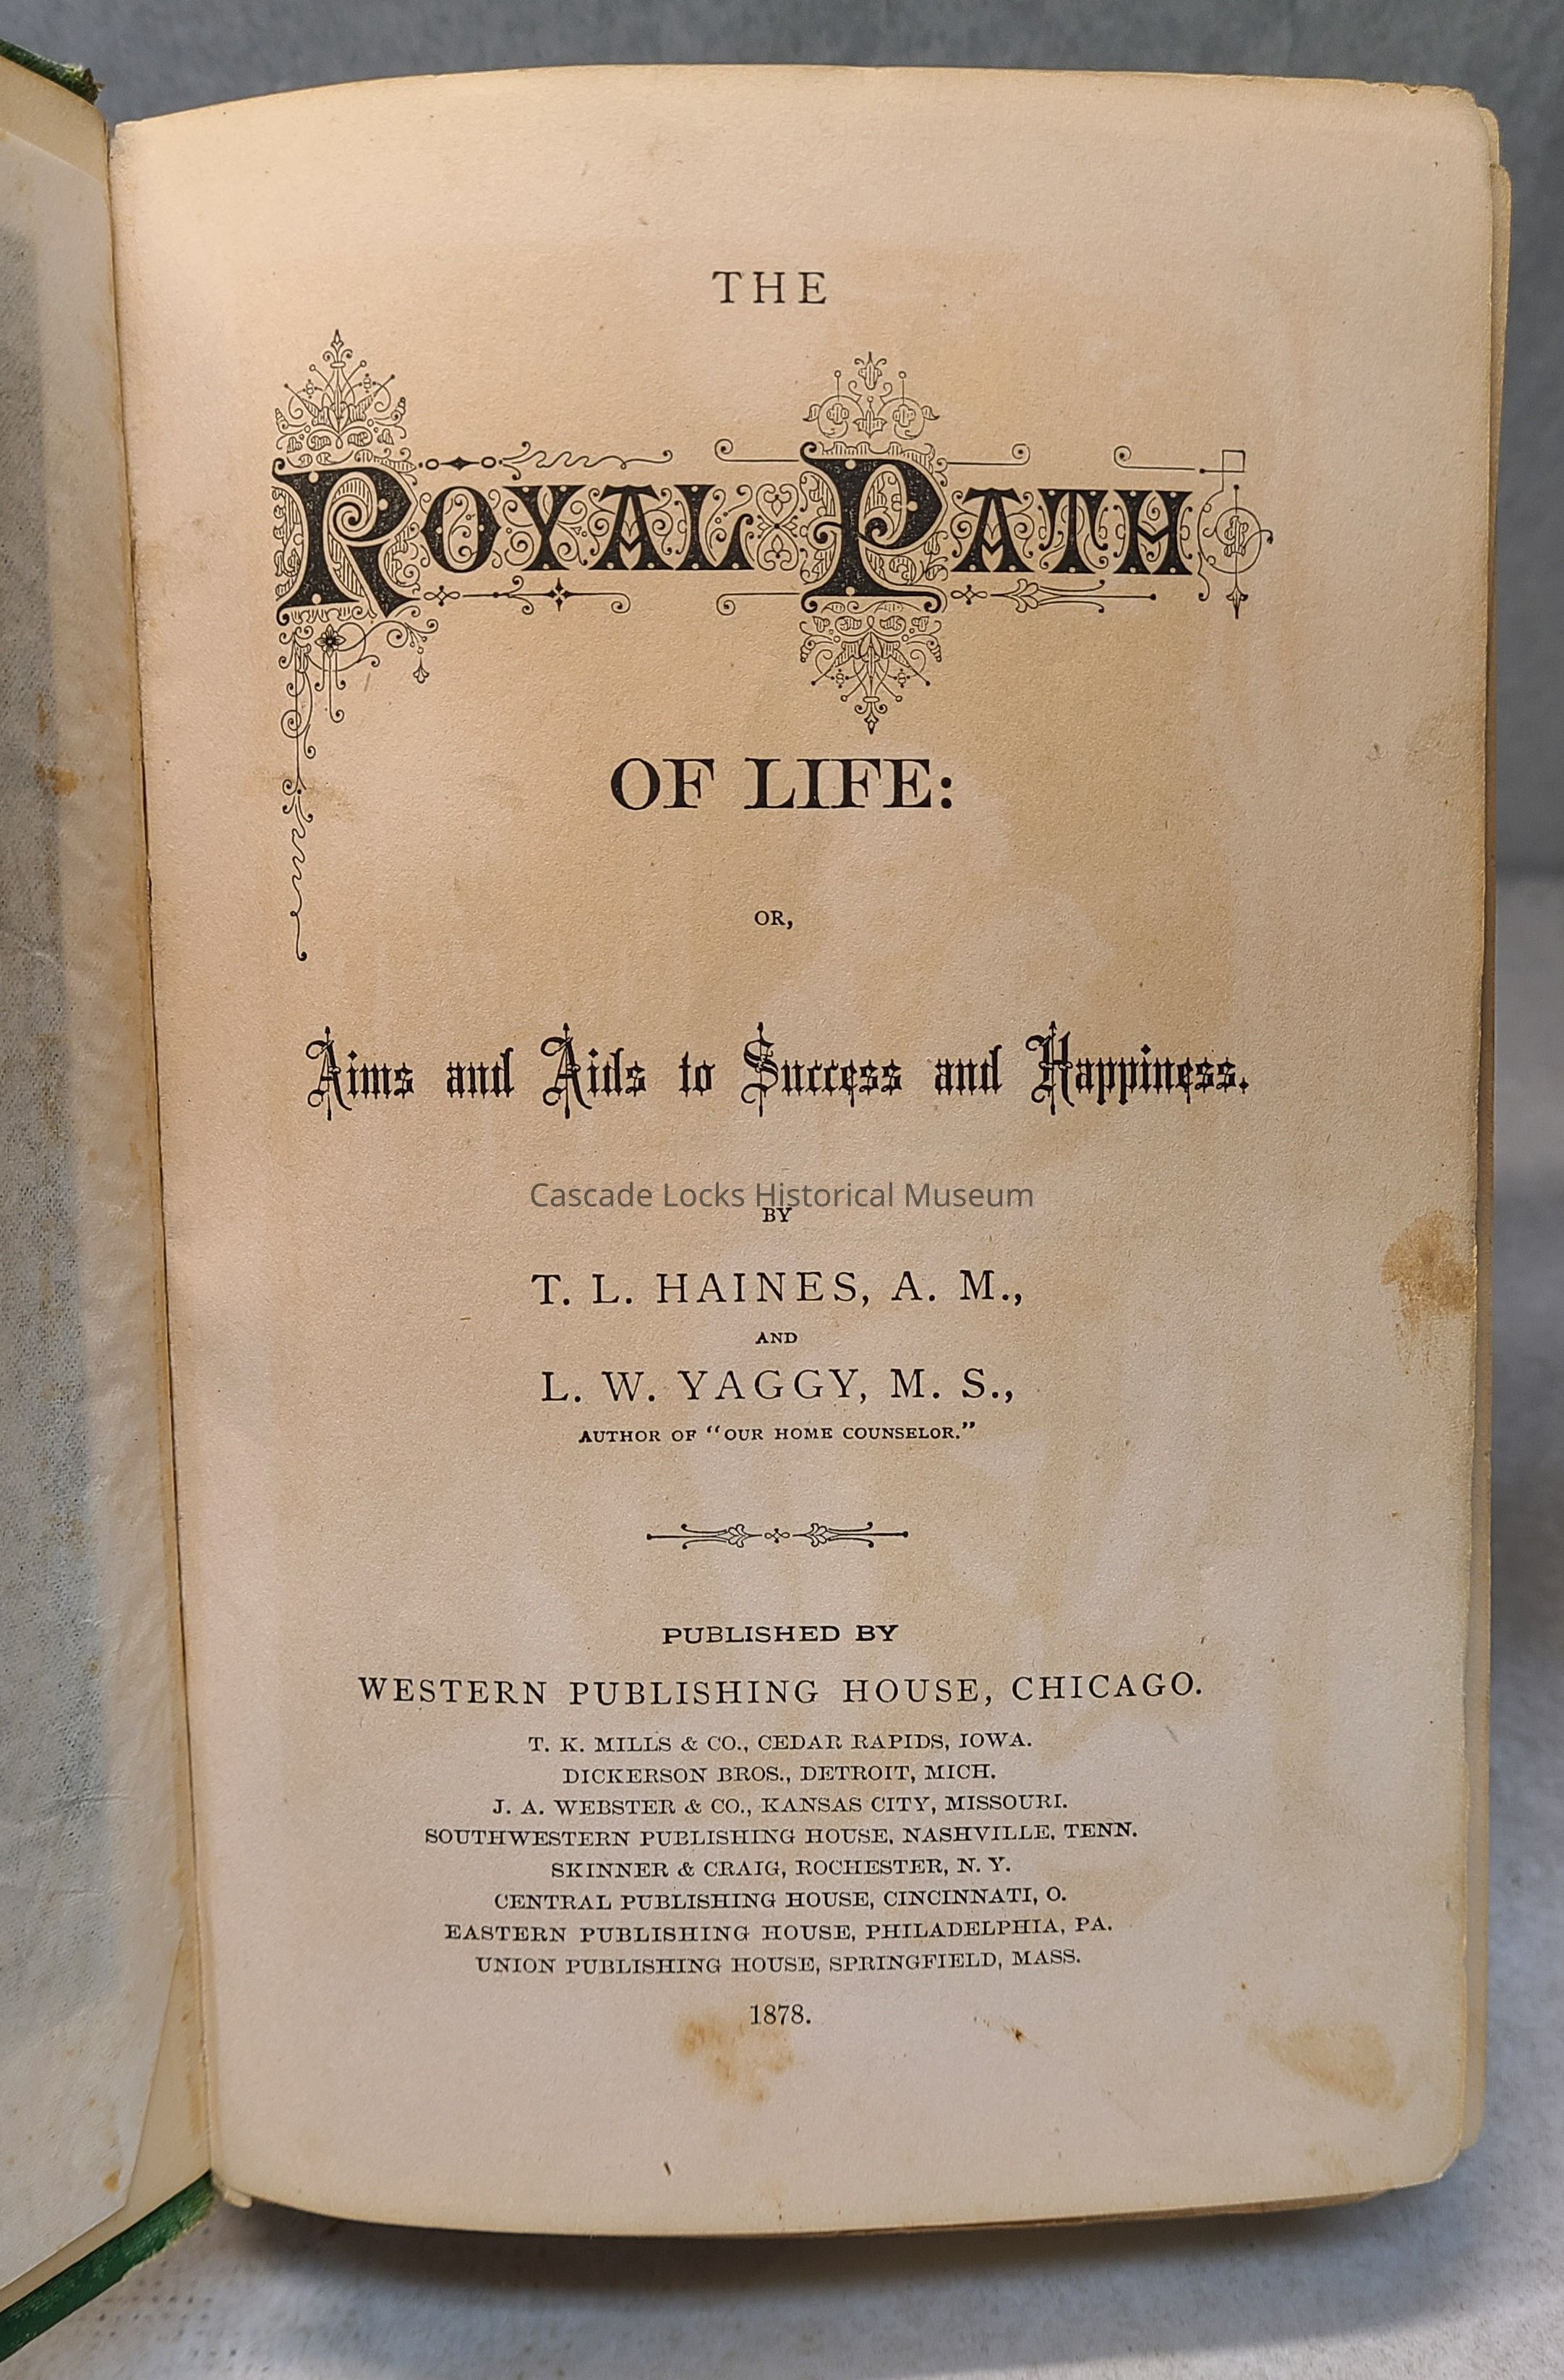 THE
ROYAL PATH
OF LIFE:
OR,
Aims and Aids to Success and Happiness.
Cascade Locks Historical Museum
BY
T. L. HAINES, A. M.,
AND
L. W. YAGGY, M. S.,
AUTHOR OF "OUR HOME COUNSELOR."
PUBLISHED BY
WESTERN PUBLISHING HOUSE, CHICAGO.
T. K. MILLS & CO., CEDAR RAPIDS, IOWA.
DICKERSON BROS., DETROIT, MICH.
J. A. WEBSTER & CO., KANSAS CITY, MISSOURI.
SOUTHWESTERN PUBLISHING HOUSE, NASHVILLE, TENN.
SKINNER & CRAIG, ROCHESTER, N. Y.
CENTRAL PUBLISHING HOUSE, CINCINNATI, O.
EASTERN PUBLISHING HOUSE, PHILADELPHIA, PA.
UNION PUBLISHING HOUSE, SPRINGFIELD, MASS.
1878.